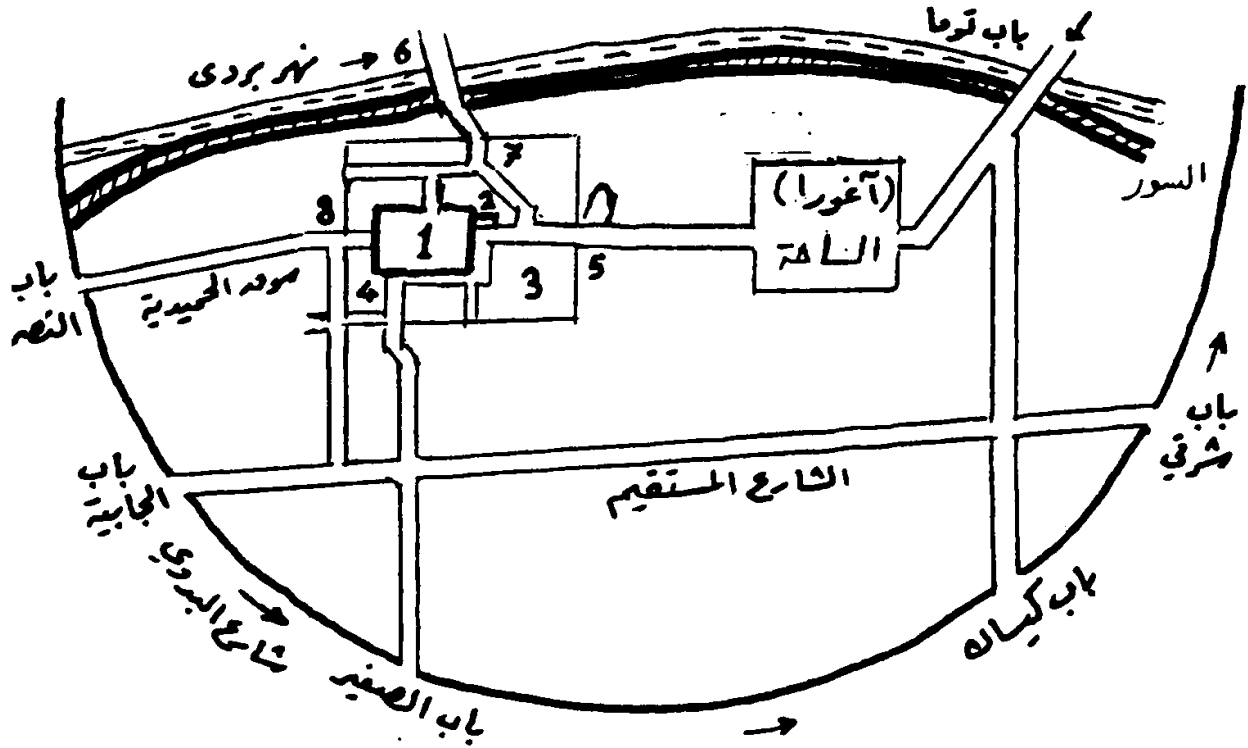 باب توما
نهر بردى
6
7
السور
(آغورا)
الساحة
8
2
1
باب
النصر
سوق الحميدية
4
3
5
باب
شرقي
باب
الجابية
الشارع المستقيم
شارع البدوي
باب كيسان
باب الصغير